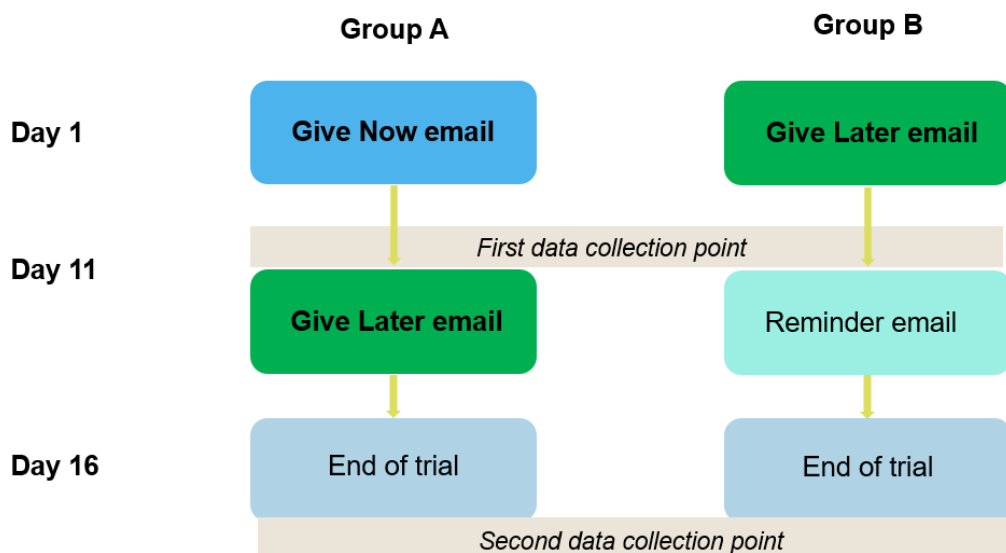 Group A
Group B
Day 1
Give Now email
Give Later email
First data collection point
Day 11
Give Later email
Reminder email
Day 16
End of trial
End of trial
Second data collection point